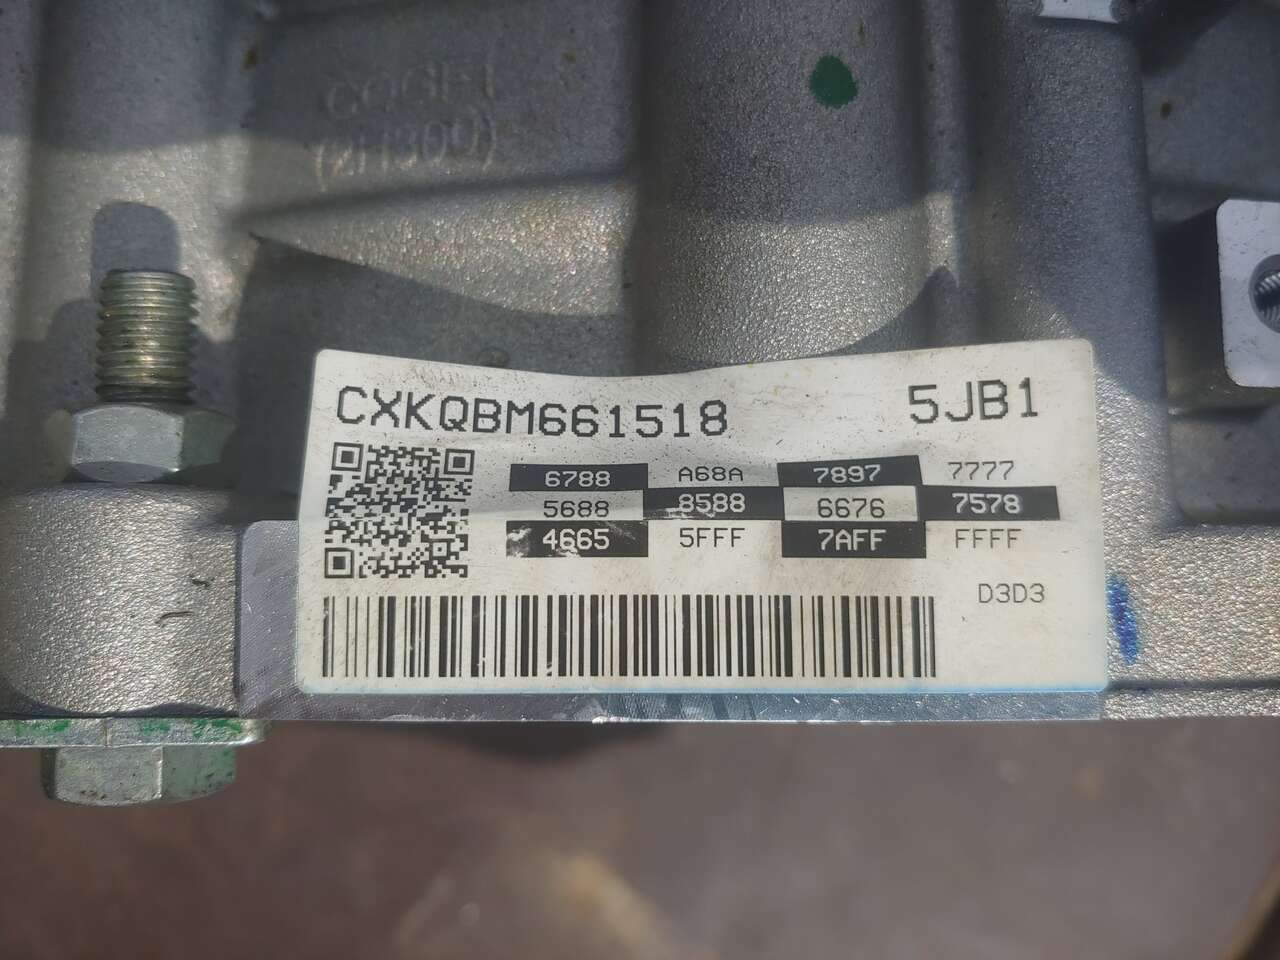 CXKQBM661518 5JB1
6788 A68A 7897 7777
5688 8588 6676 7578
4665 5FFF 7AFF FFFF
D3D3